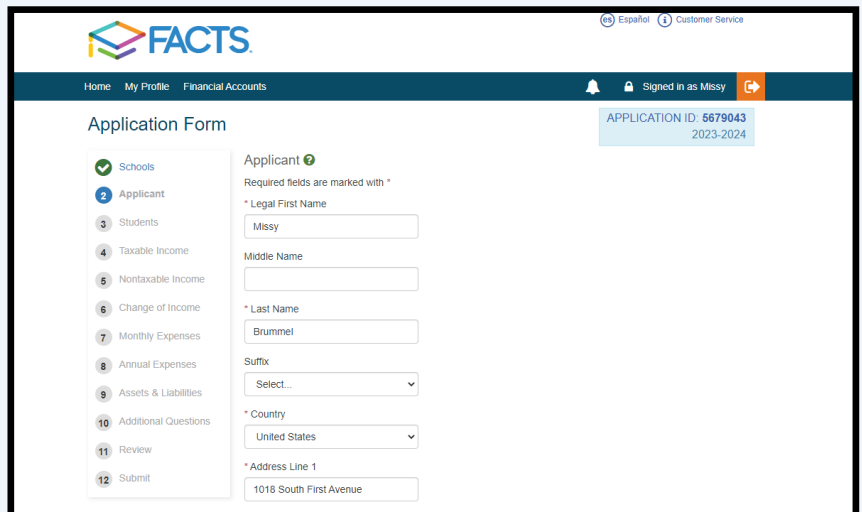 es Español i Customer Service
FACTS
Home My Profile Financial Accounts Signed in as Missy
Application Form
APPLICATION ID: 5679043
2023-2024
Schools
2 Applicant
3 Students
4 Taxable Income
5 Nontaxable Income
6 Change of Income
7 Monthly Expenses
8 Annual Expenses
9 Assets & Liabilities
10 Additional Questions
11 Review
12 Submit
Applicant ?
Required fields are marked with *
* Legal First Name
Missy
Middle Name
* Last Name
Brummel
Suffix
Select...
* Country
United States
* Address Line 1
1018 South First Avenue